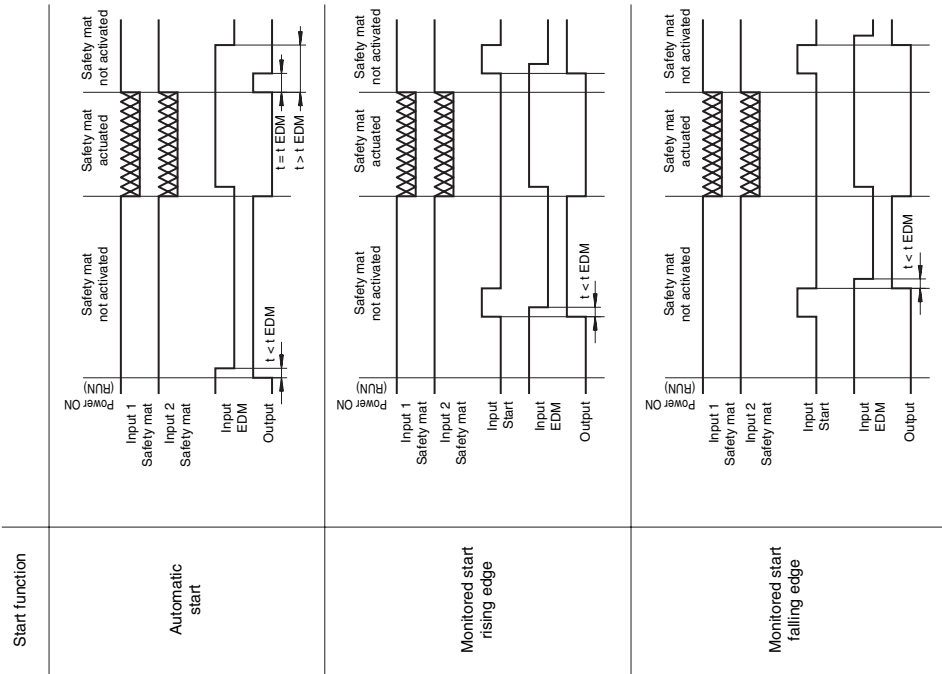 Start function
Automatic
start
Power ON
(RUN)
Safety mat
not activated
Safety mat
actuated
Safety mat
not activated
Input 1
Safety mat
Input 2
Safety mat
Input
EDM
Output
t < t EDM
t = t EDM
t > t EDM
Monitored start
rising edge
Power ON
(RUN)
Safety mat
not activated
Safety mat
actuated
Safety mat
not activated
Input 1
Safety mat
Input 2
Safety mat
Input
Start
Input
EDM
Output
t < t EDM
Monitored start
falling edge
Power ON
(RUN)
Safety mat
not activated
Safety mat
actuated
Safety mat
not activated
Input 1
Safety mat
Input 2
Safety mat
Input
Start
Input
EDM
Output
t < t EDM